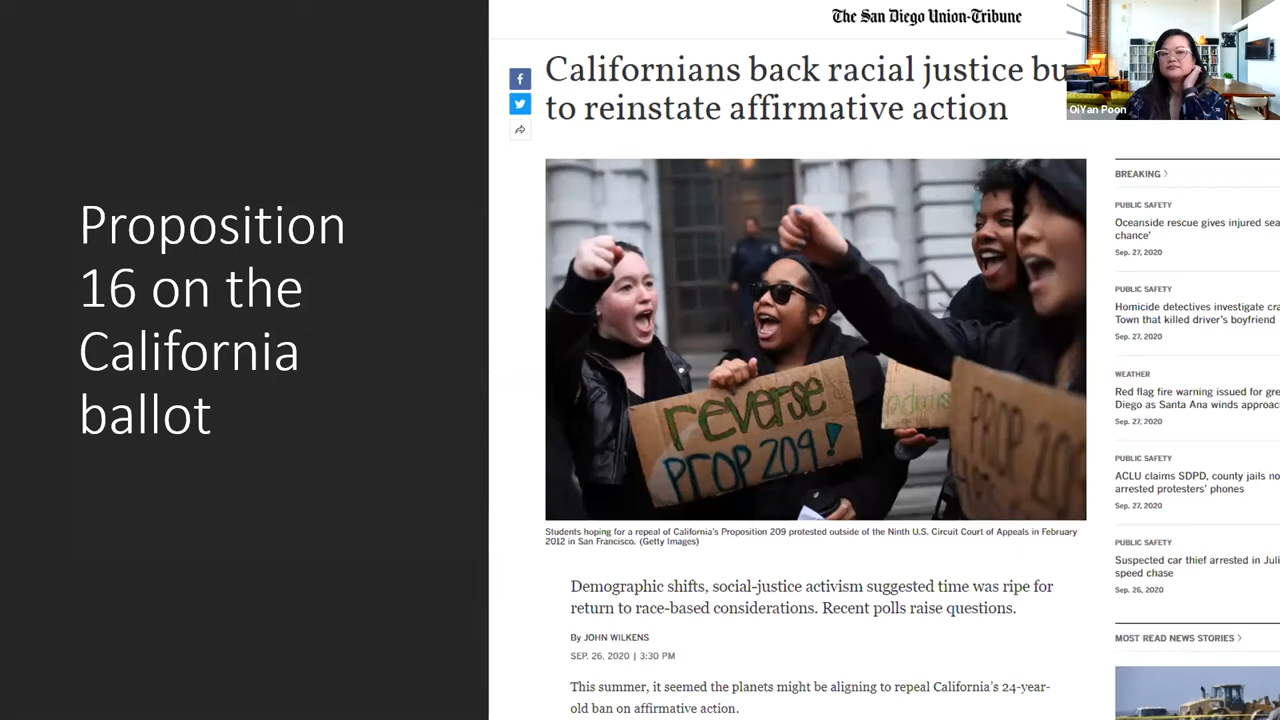 Proposition
16 on the
California
ballot
The San Diego Union-Tribune
Californians back racial justice
to reinstate affirmative action
OiYan Poon
reverse
PROP 209!
admis
PROP 209
Students hoping for a repeal of California's Proposition 209 protested outside of the Ninth U.S. Circuit Court of Appeals in February
2012 in San Francisco. (Getty Images)
Demographic shifts, social-justice activism suggested time was ripe for
return to race-based considerations. Recent polls raise questions.
By JOHN WILKENS
SEP. 26, 2020 | 3:30 PM
This summer, it seemed the planets might be aligning to repeal California's 24-year-
old ban on affirmative action.
BREAKING
PUBLIC SAFETY
Oceanside rescue gives injured sea
chance'
Sep. 27, 2020
PUBLIC SAFETY
Homicide detectives investigate cra
Town that killed driver's boyfriend
Sep. 27, 2020
WEATHER
Red flag fire warning issued for gre
Diego as Santa Ana winds approac
Sep. 27, 2020
PUBLIC SAFETY
ACLU claims SDPD, county jails no
arrested protesters' phones
Sep. 27, 2020
PUBLIC SAFETY
Suspected car thief arrested in Juli
speed chase
Sep. 26, 2020
MOST READ NEWS STORIES